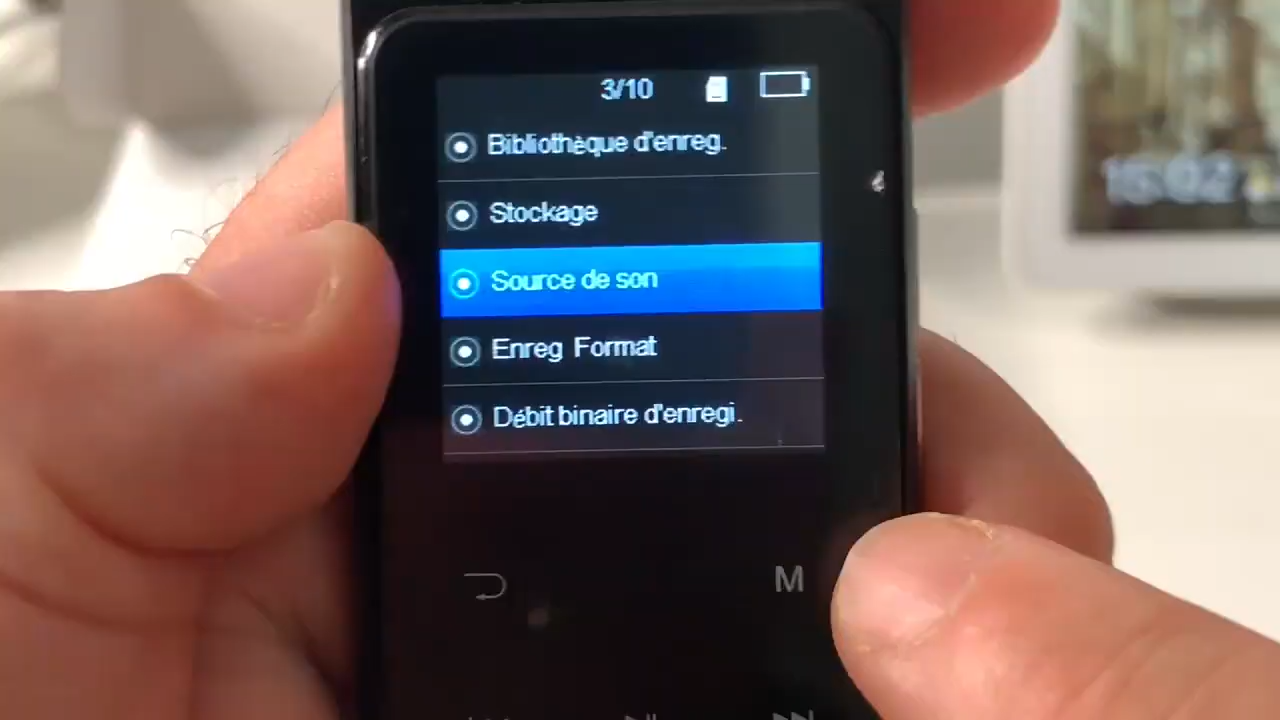 3/10
Bibliothèque d'enreg.
Stockage
Source de son
Enreg Format
Débit binaire d'enregi.
M